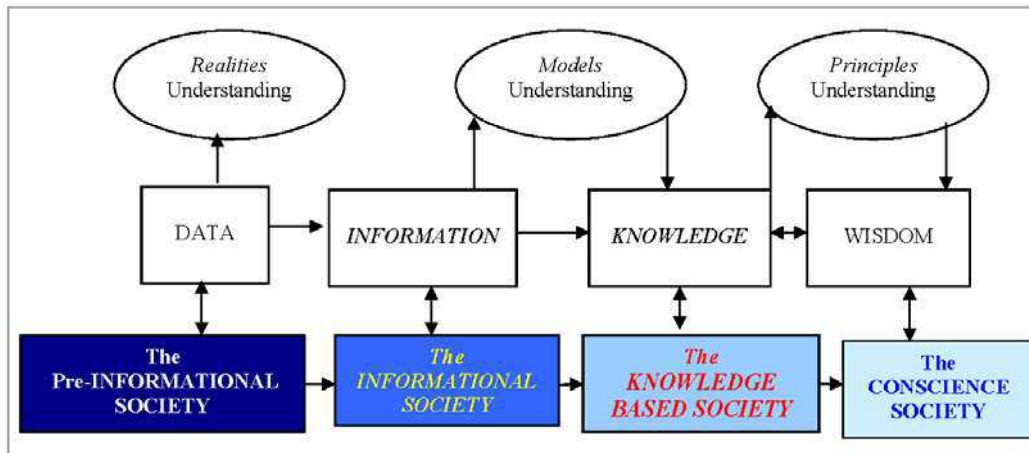 Realities
Understanding
Models
Understanding
Principles
Understanding
DATA
INFORMATION
KNOWLEDGE
WISDOM
The
Pre-INFORMATIONAL
SOCIETY
The
INFORMATIONAL
SOCIETY
The
KNOWLEDGE
BASED SOCIETY
The
CONSCIENCE
SOCIETY